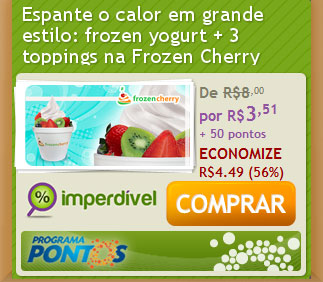 Espante o calor em grande
estilo: frozen yogurt + 3
toppings na Frozen Cherry
frozencherry
frozencherry
De R$8,00
por R$3,51
+ 50 pontos
ECONOMIZE
R$4.49 (56%)
% imperdível
COMPRAR
PROGRAMA
PONTOS